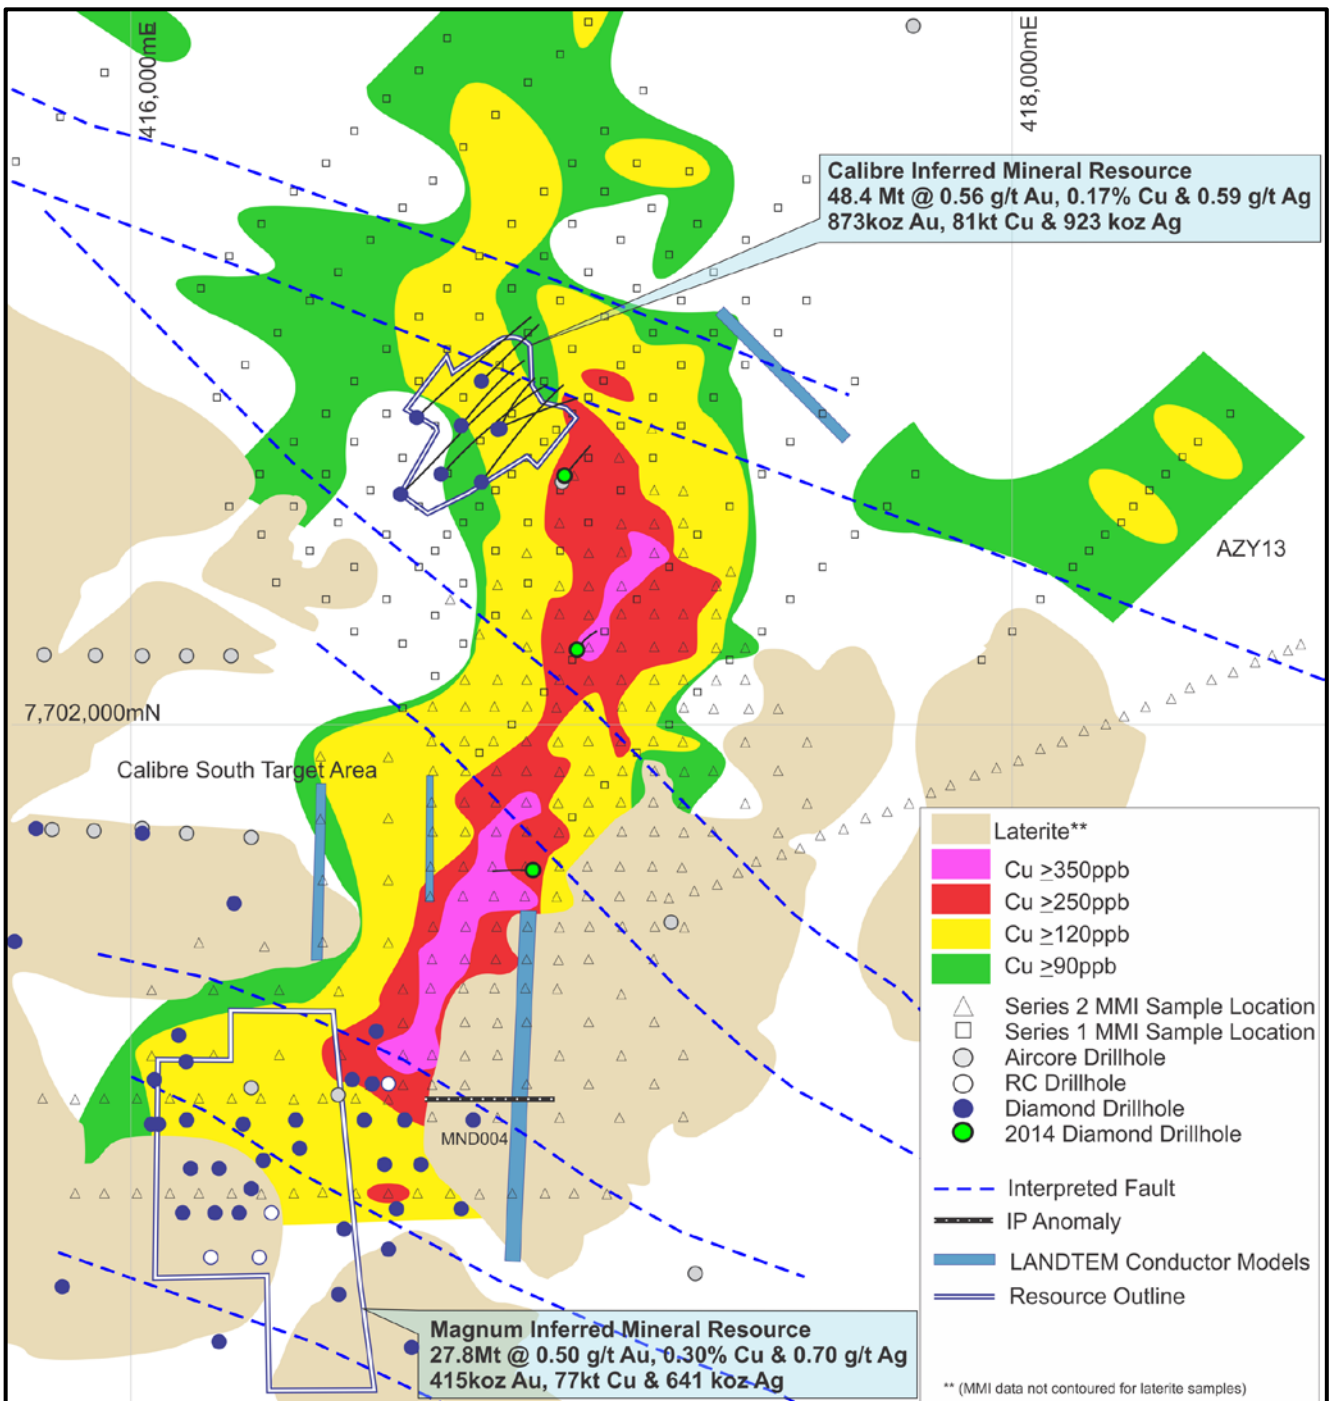 416,000mE
418,000mE
Calibre Inferred Mineral Resource
48.4 Mt @ 0.56 g/t Au, 0.17% Cu & 0.59 g/t Ag
873koz Au, 81kt Cu & 923 koz Ag
AZY13
7,702,000mN
Calibre South Target Area
MND004
Laterite**
Cu ≥350ppb
Cu ≥250ppb
Cu ≥120ppb
Cu ≥90ppb
Series 2 MMI Sample Location
Series 1 MMI Sample Location
Aircore Drillhole
RC Drillhole
Diamond Drillhole
2014 Diamond Drillhole
Interpreted Fault
IP Anomaly
LANDTEM Conductor Models
Resource Outline
** (MMI data not contoured for laterite samples)
Magnum Inferred Mineral Resource
27.8Mt @ 0.50 g/t Au, 0.30% Cu & 0.70 g/t Ag
415koz Au, 77kt Cu & 641 koz Ag